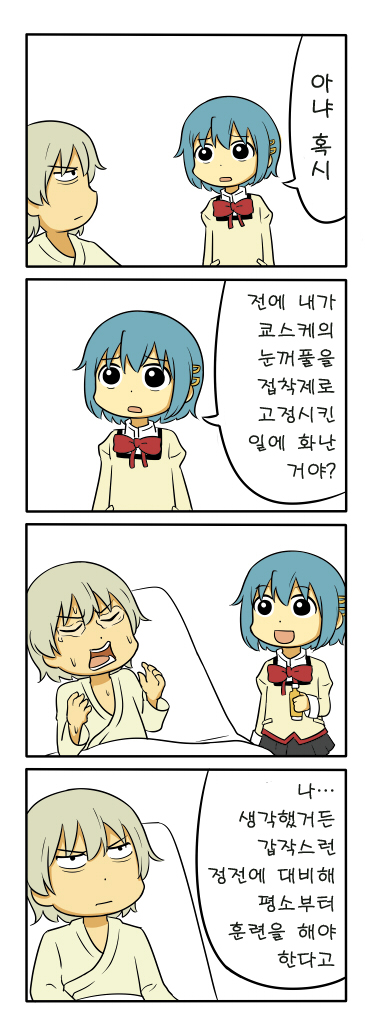 아냐 혹시
전에 내가
쿄스케의
눈꺼풀을
접착제로
고정시킨
일에 화난
거야?
나…
생각했거든
갑작스런
정전에 대비해
평소부터
훈련을 해야
한다고